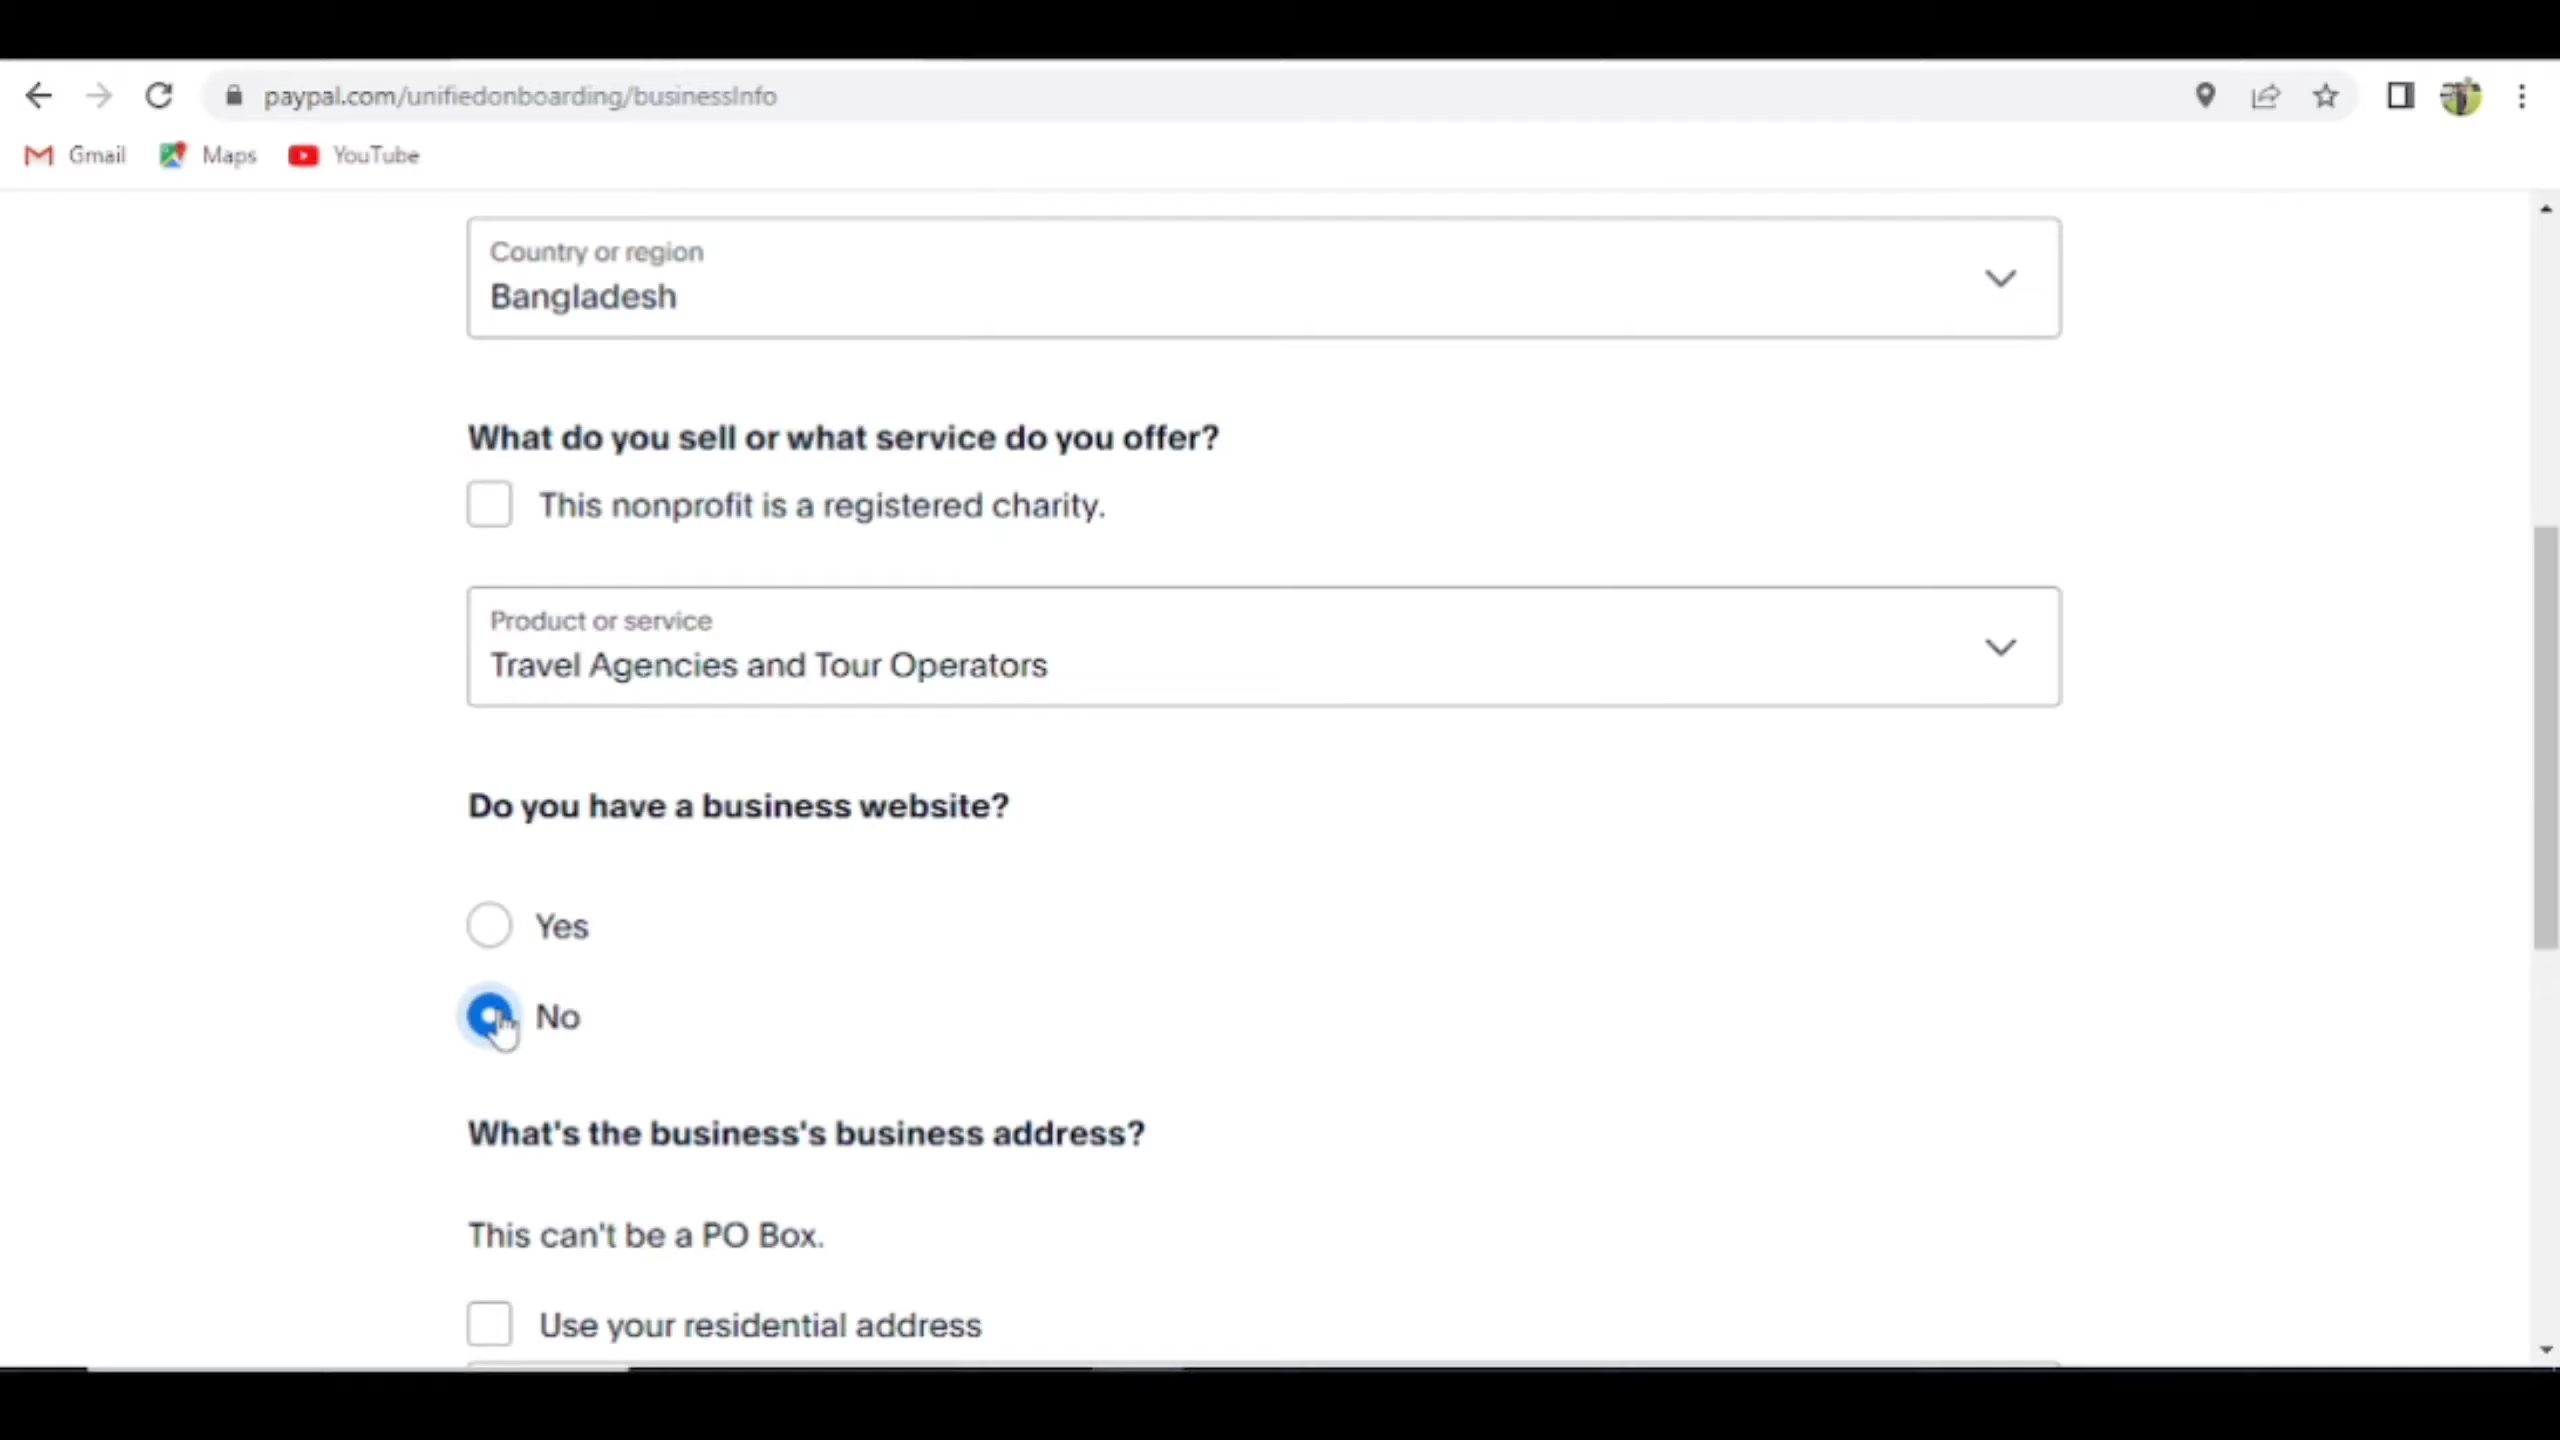 paypal.com/unifiedonboarding/businessInfo
Gmail Maps YouTube
Country or region
Bangladesh
What do you sell or what service do you offer?
This nonprofit is a registered charity.
Product or service
Travel Agencies and Tour Operators
Do you have a business website?
Yes
No
What's the business's business address?
This can't be a PO Box.
Use your residential address